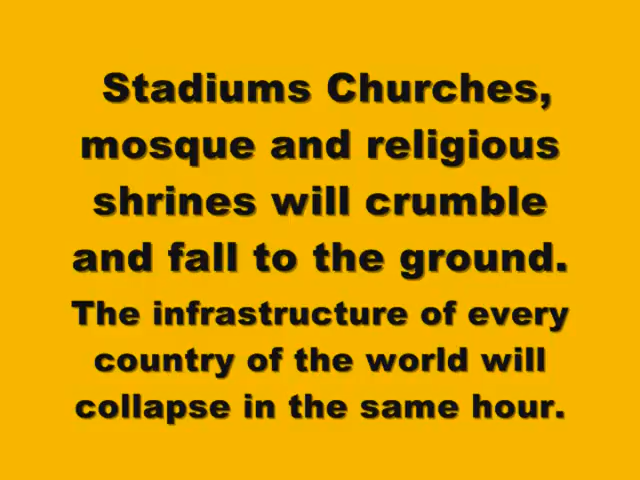 Stadiums Churches,
mosque and religious
shrines will crumble
and fall to the ground.
The infrastructure of every
country of the world will
collapse in the same hour.